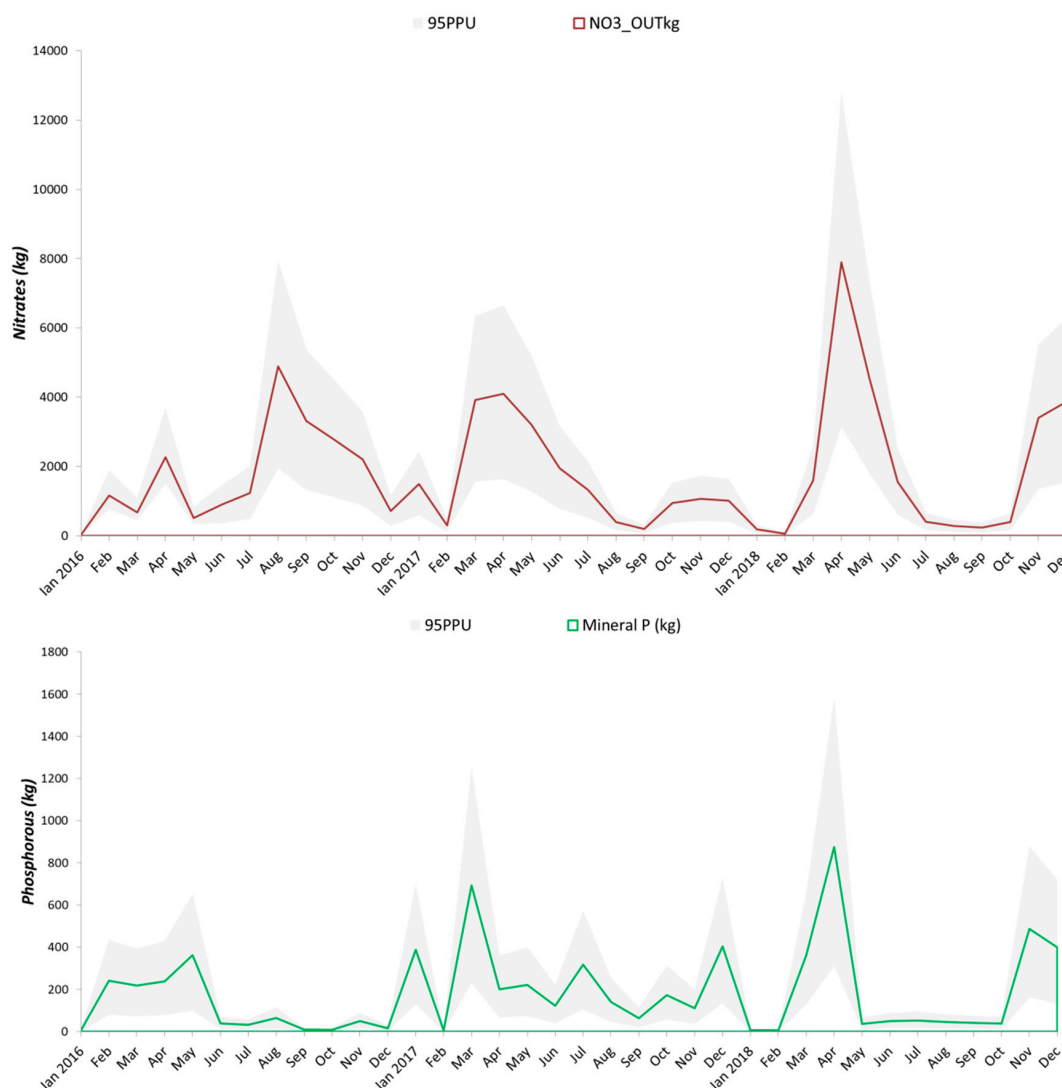 95PPU
NO3_OUTkg
14000
12000
10000
8000
6000
4000
2000
0
Nitrates (kg)
Ian 2016
Feb
Mar
Apr
May
Jun
Jul
Aug
Sep
Oct
Nov
Dec
Ian 2017
Feb
Mar
Apr
May
Jun
Jul
Aug
Sep
Oct
Nov
Dec
Ian 2018
Feb
Mar
Apr
May
Jun
Jul
Aug
Sep
Oct
Nov
De
95PPU
Mineral P (kg)
1800
1600
1400
1200
1000
800
600
400
200
0
Phosphorous (kg)
Jan 2016
Feb
Mar
Apr
May
Jun
Jul
Aug
Sep
Oct
Nov
Dec
Jan 2017
Feb
Mar
Apr
May
Jun
Jul
Aug
Sep
Oct
Nov
Dec
Jan 2018
Feb
Mar
Apr
May
Jun
Jul
Aug
Sep
Oct
Nov
Dec